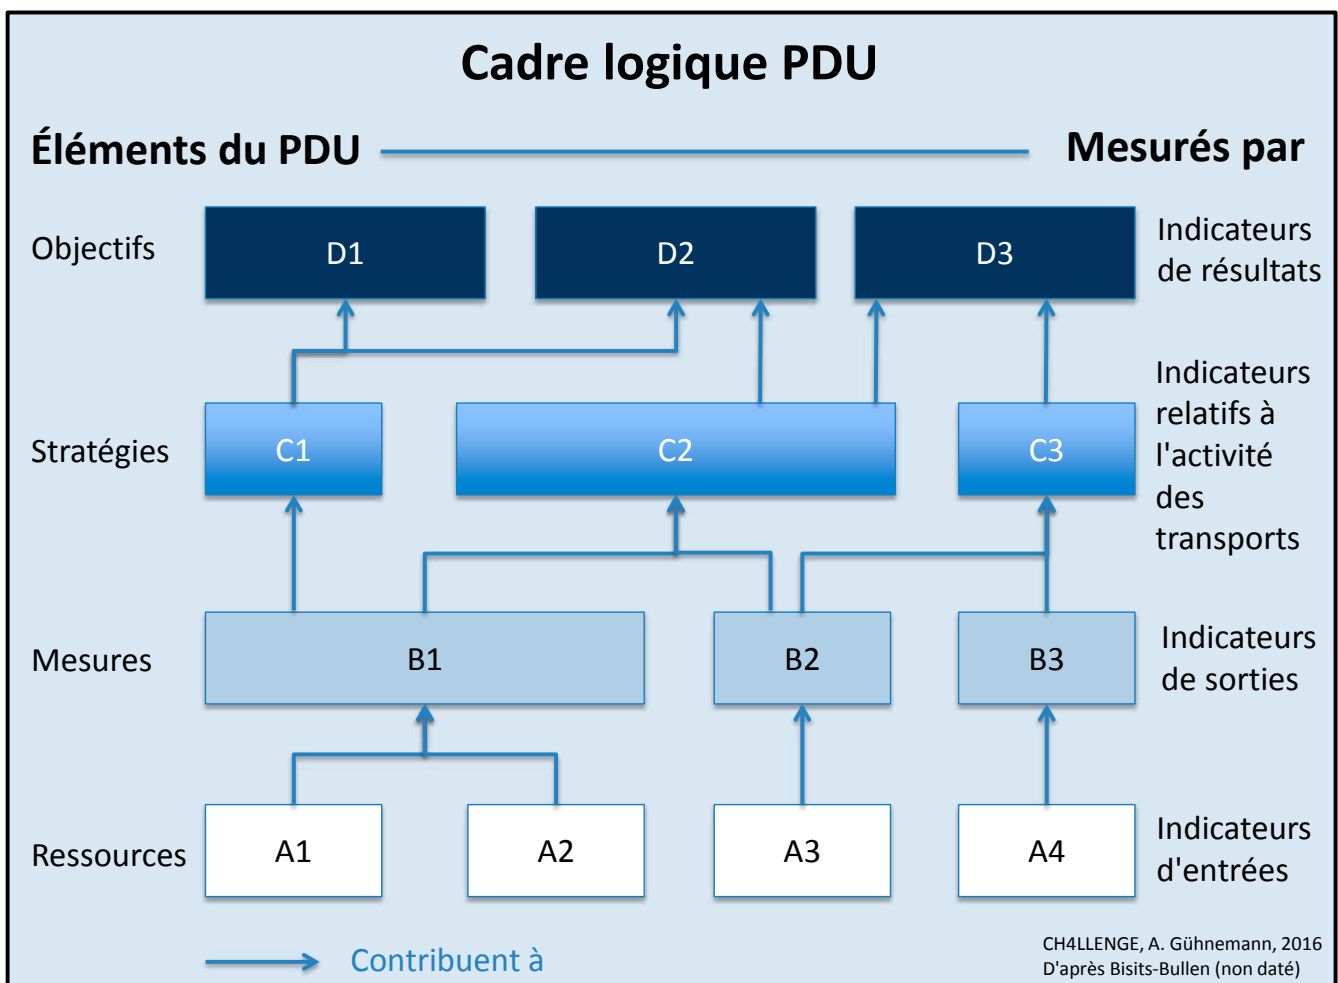 Cadre logique PDU
Éléments du PDU
Mesurés par
Objectifs
D1
D2
D3
Indicateurs
de résultats
Stratégies
C1
C2
C3
Indicateurs
relatifs à
l'activité
des
transports
Mesures
B1
B2
B3
Indicateurs
de sorties
Ressources
A1
A2
A3
A4
Indicateurs
d'entrées
Contribuent à
CH4LLENGE, A. Gühnemann, 2016
D'après Bisits-Bullen (non daté)